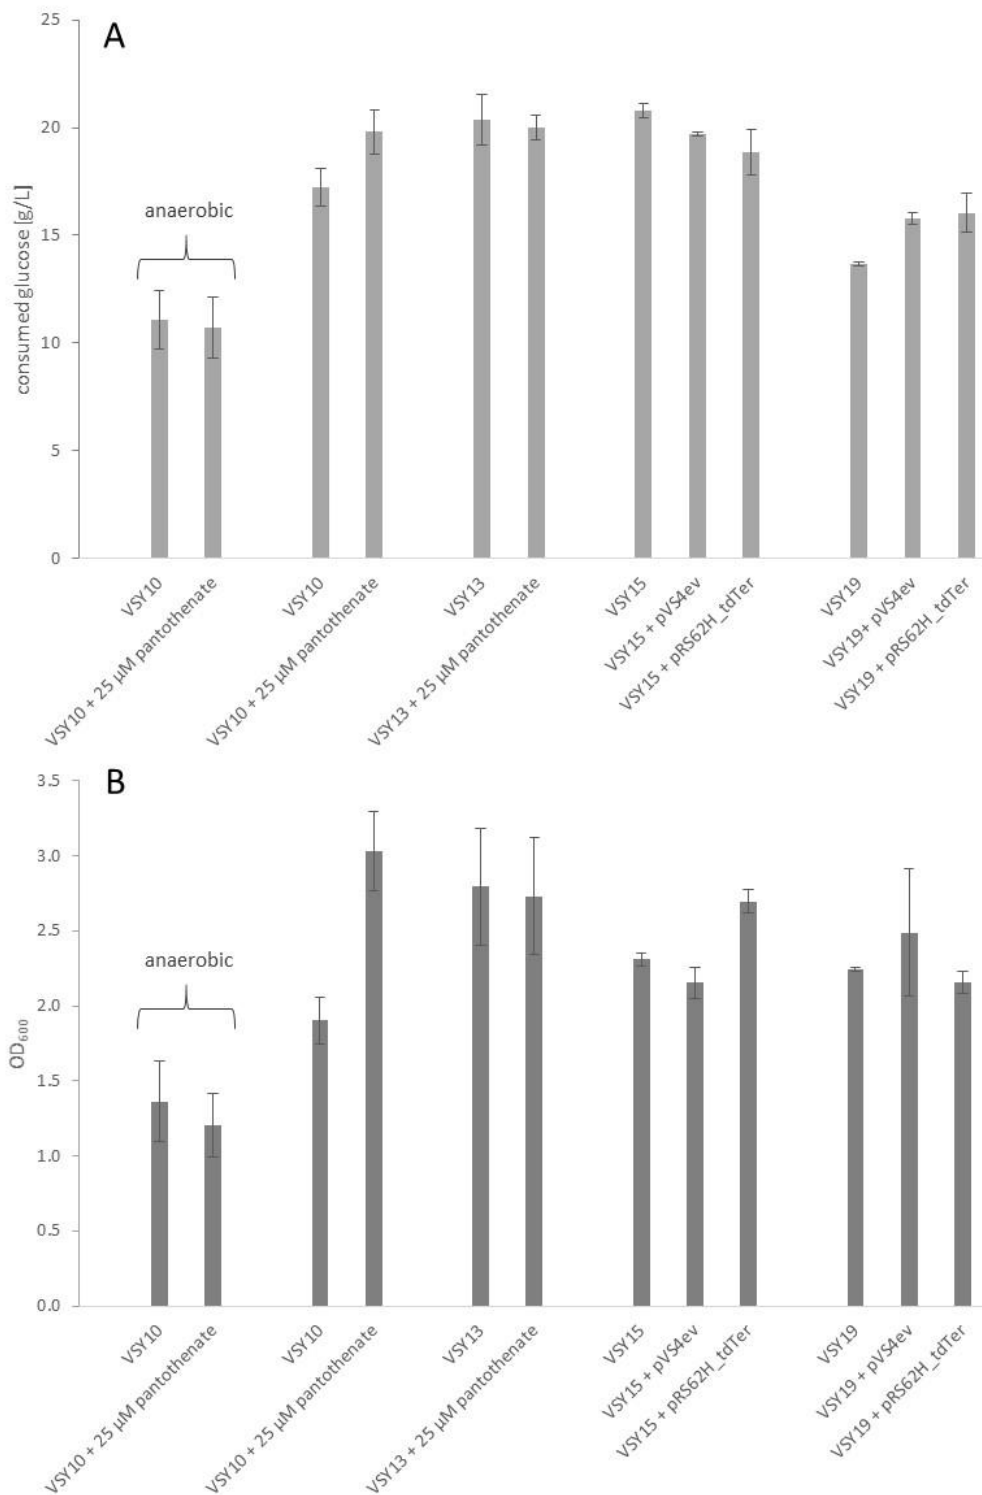 A
25
20
15
10
5
0
consumed glucose [g/L]
anaerobic
VSY10
VSY10 + 25 µM pantothenate
VSY10
VSY10 + 25 µM pantothenate
VSY13
VSY13 + 25 µM pantothenate
VSY15
VSY15 + pVS4ev
VSY15 + pRS62H_tdTer
VSY19
VSY19+ pVS4ev
VSY19 + pRS62H_tdTer
B
3.5
3.0
2.5
2.0
1.5
1.0
0.5
0.0
OD600
anaerobic
VSY10
VSY10 + 25 µM pantothenate
VSY10
VSY10 + 25 µM pantothenate
VSY13
VSY13 + 25 µM pantothenate
VSY15
VSY15 + pVS4ev
VSY15 + pRS62H_tdTer
VSY19
VSY19 + pVS4ev
VSY19 + pRS62H_tdTer